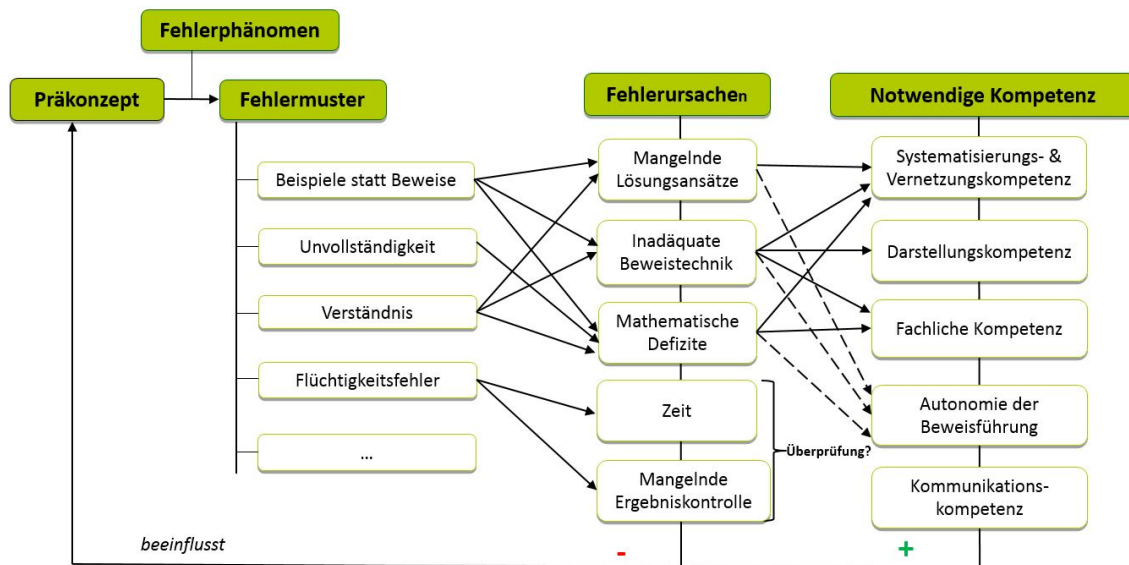 Fehlerphänomen
Präkonzept
Fehlermuster
Fehlerursachen
Notwendige Kompetenz
Beispiele statt Beweise
Unvollständigkeit
Verständnis
Flüchtigkeitsfehler
...
Mangelnde
Lösungsansätze
Inadäquate
Beweistechnik
Mathematische
Defizite
Zeit
Mangelnde
Ergebniskontrolle
Überprüfung?
Systematisierungs- &
Vernetzungskompetenz
Darstellungskompetenz
Fachliche Kompetenz
Autonomie der
Beweisführung
Kommunikations-
kompetenz
beeinflusst
-
+